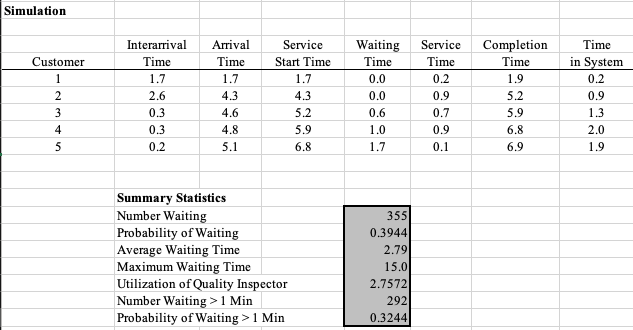 Simulation
Interarrival Arrival Service Waiting Service Completion Time
Customer Time Time Start Time Time Time Time in System
1 1.7 1.7 1.7 0.0 0.2 1.9 0.2
2 2.6 4.3 4.3 0.0 0.9 5.2 0.9
3 0.3 4.6 5.2 0.6 0.7 5.9 1.3
4 0.3 4.8 5.9 1.0 0.9 6.8 2.0
5 0.2 5.1 6.8 1.7 0.1 6.9 1.9
Summary Statistics
Number Waiting 355
Probability of Waiting 0.3944
Average Waiting Time 2.79
Maximum Waiting Time 15.0
Utilization of Quality Inspector 2.7572
Number Waiting > 1 Min 292
Probability of Waiting > 1 Min 0.3244